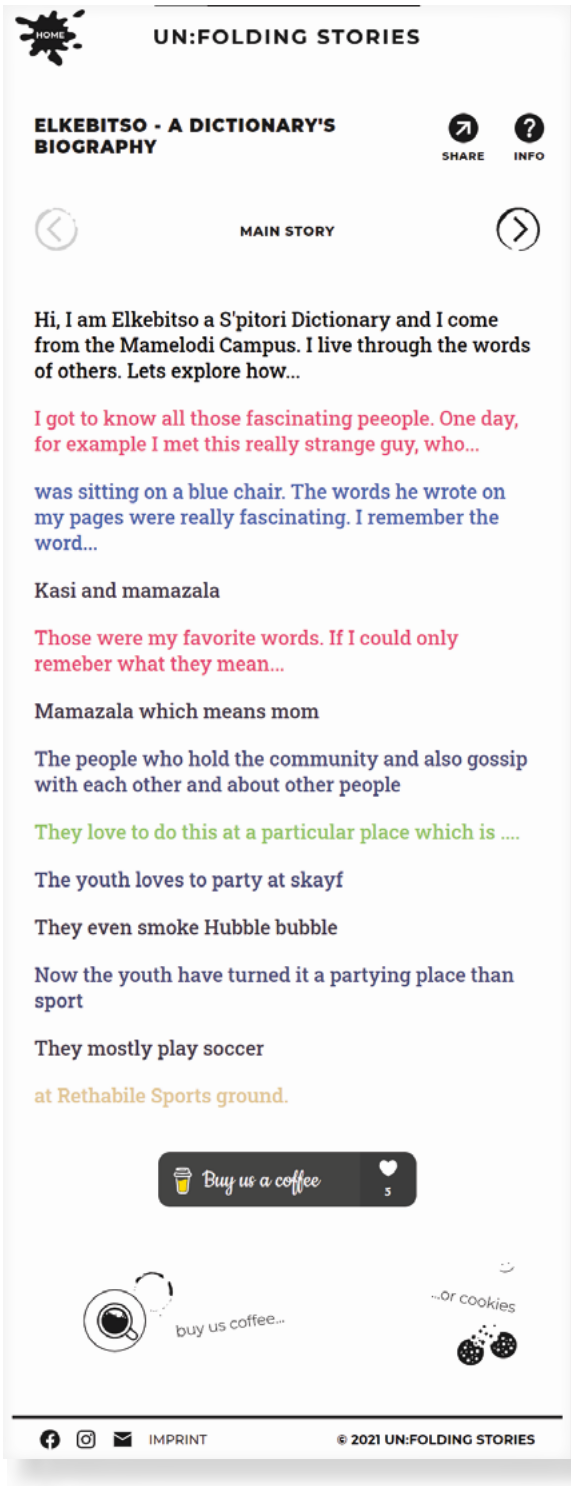 HOME
UN:FOLDING STORIES
ELKEBITSO - A DICTIONARY'S
BIOGRAPHY
SHARE
INFO
MAIN STORY
Hi, I am Elkebitso a S'pitori Dictionary and I come
from the Mamelodi Campus. I live through the words
of others. Lets explore how...
I got to know all those fascinating peeople. One day,
for example I met this really strange guy, who...
was sitting on a blue chair. The words he wrote on
my pages were really fascinating. I remember the
word...
Kasi and mamazala
Those were my favorite words. If I could only
remeber what they mean...
Mamazala which means mom
The people who hold the community and also gossip
with each other and about other people
They love to do this at a particular place which is ....
The youth loves to party at skayf
They even smoke Hubble bubble
Now the youth have turned it a partying place than
sport
They mostly play soccer
at Rethabile Sports ground.
Buy us a coffee
5
buy us coffee...
...or cookies
IMPRINT
© 2021 UN:FOLDING STORIES